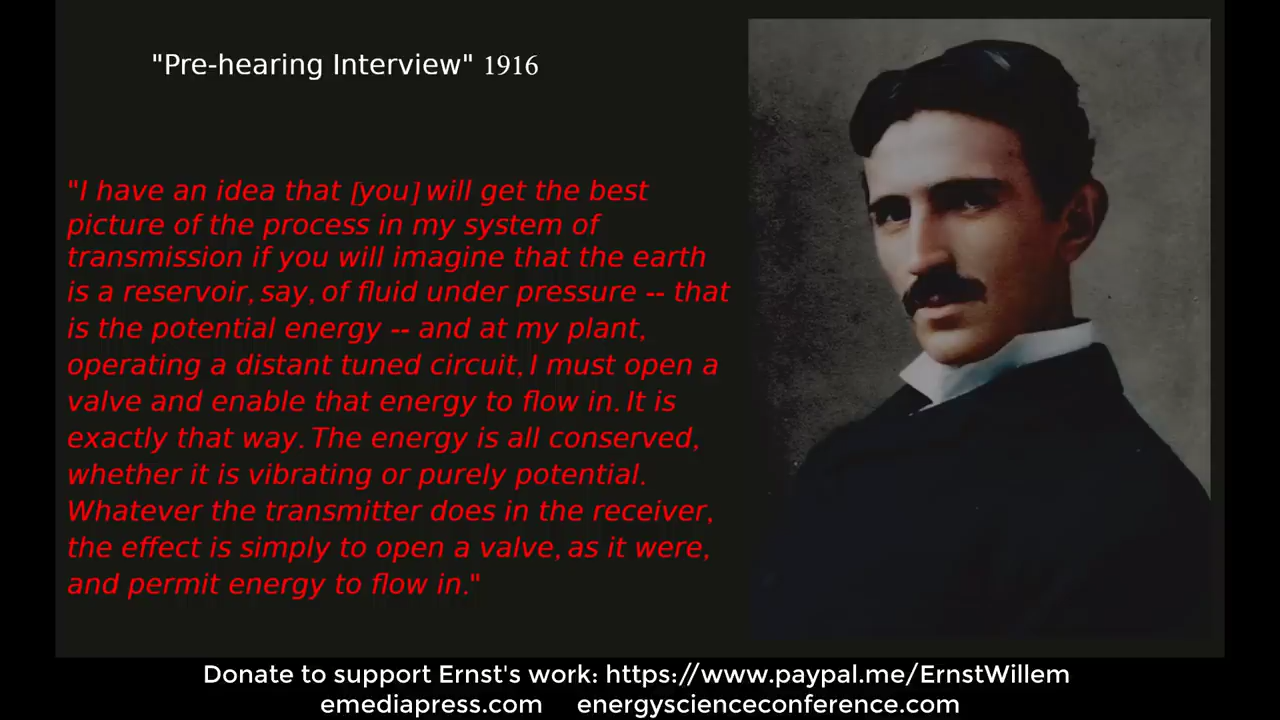 "Pre-hearing Interview" 1916
"I have an idea that [you] will get the best
picture of the process in my system of
transmission if you will imagine that the earth
is a reservoir, say, of fluid under pressure -- that
is the potential energy -- and at my plant,
operating a distant tuned circuit, I must open a
valve and enable that energy to flow in. It is
exactly that way. The energy is all conserved,
whether it is vibrating or purely potential.
Whatever the transmitter does in the receiver,
the effect is simply to open a valve, as it were,
and permit energy to flow in."
Donate to support Ernst's work: https://www.paypal.me/ErnstWillem
emediapress.com energyscienceconference.com